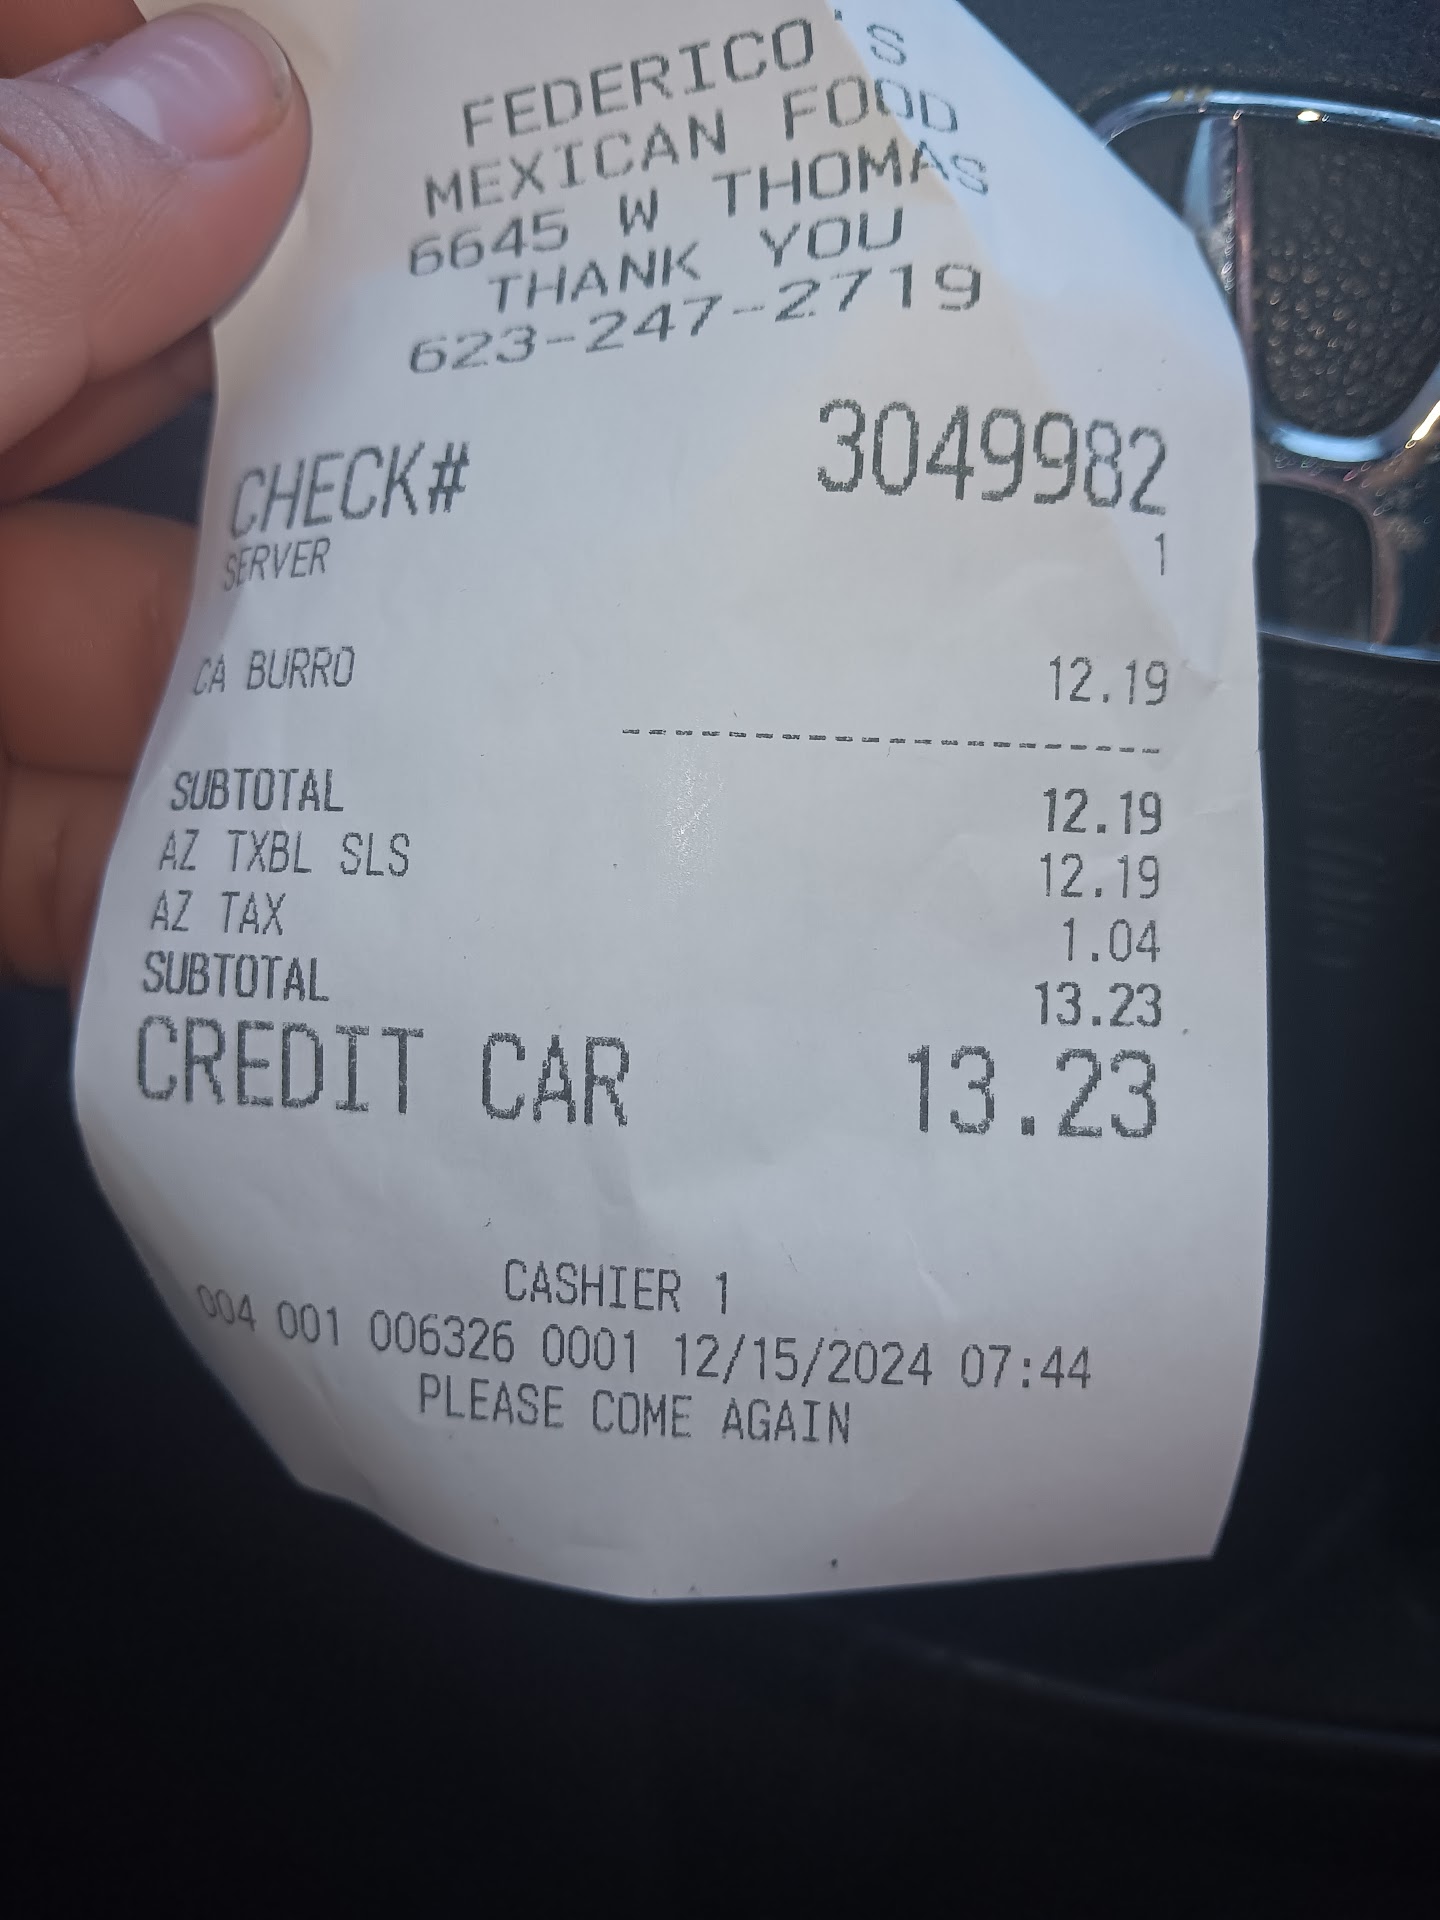 FEDERICO'S
MEXICAN FOOD
6645 W THOMAS
THANK YOU
623-247-2719
CHECK# 3049982
SERVER 1
CA BURRO 12.19
--------------------
SUBTOTAL 12.19
AZ TXBL SLS 12.19
AZ TAX 1.04
SUBTOTAL 13.23
CREDIT CAR 13.23
CASHIER 1
004 001 006326 0001 12/15/2024 07:44
PLEASE COME AGAIN